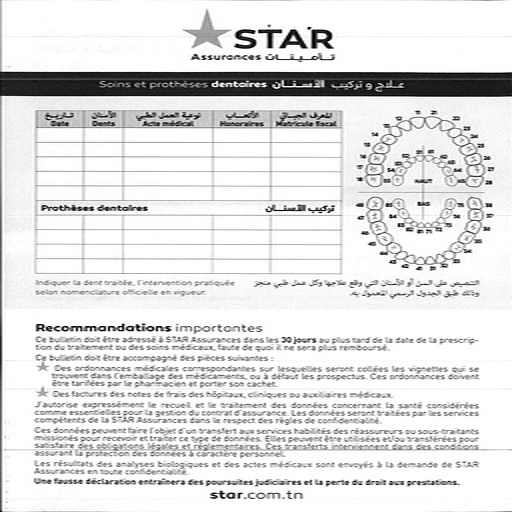 STAR
Assurances تأمينات
Soins et prothèses dentaires علاج و تركيب الأسنان
تاريخ الأسنان نوعية العمل الطبي الأتعاب المعرف الجبائي
Date Dents Acte médical Honoraires Matricule fiscal
Prothèses dentaires تركيب الأسنان
HAUT
BAS
Indiquer la dent traitée, l'intervention pratiquée
selon nomenclature officielle en vigueur.
التنصيص على السن أو الأسنان التي وقع علاجها وكل عمل طبي منجز
وذلك طبق الجدول الرسمي المعمول به.
Recommandations importantes
Ce bulletin doit être adressé à STAR Assurances dans les 30 jours au plus tard de la date de la prescrip-
tion du traitement ou des soins médicaux, faute de quoi il ne sera plus remboursé.
Ce bulletin doit être accompagné des pièces suivantes :
Des ordonnances médicales correspondantes sur lesquelles seront collées les vignettes qui se
trouvent dans l'emballage des médicaments, ou à défaut les prospectus. Ces ordonnances doivent
être tarifées par le pharmacien et porter son cachet.
Des factures des notes de frais des hôpitaux, cliniques ou auxiliaires médicaux.
J'autorise expressément le recueil et le traitement des données concernant la santé considérées
comme essentielles pour la gestion du contrat d'assurance. Les données seront traitées par les services
compétents de la STAR Assurances dans le respect des règles de confidentialité.
Ces données peuvent faire l'objet d'un transfert aux services habilités des réassureurs ou sous-traitants
missionés pour recevoir et traiter ce type de données. Elles peuvent être utilisées et/ou transférées pour
satisfaire des obligations légales et réglementaires. Ces transferts interviennent dans des conditions
assurant la protection des données à caractère personnel.
Les résultats des analyses biologiques et des actes médicaux sont envoyés à la demande de STAR
Assurances en toute confidentialité.
Une fausse déclaration entraînera des poursuites judiciaires et la perte du droit aux prestations.
star.com.tn